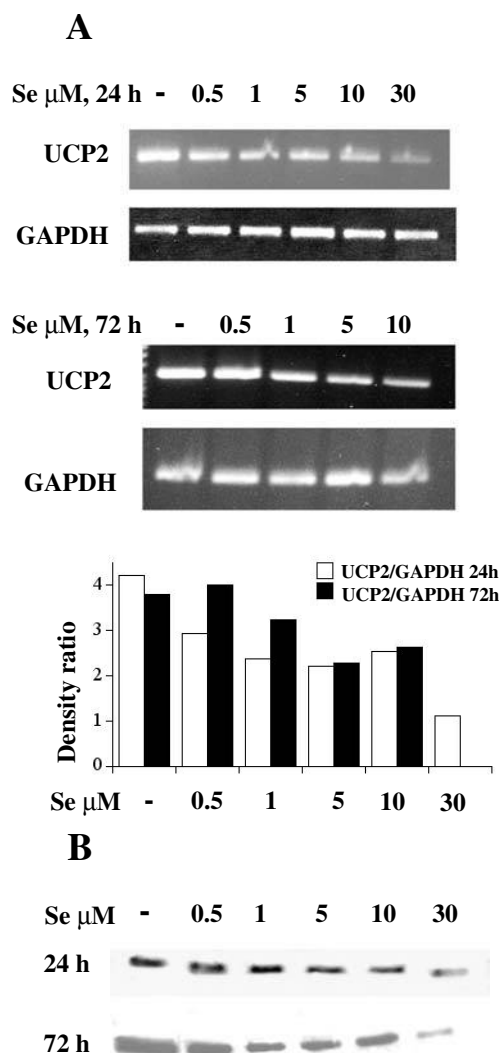 A
Se μM, 24 h - 0.5 1 5 10 30
UCP2
GAPDH
Se μM, 72 h - 0.5 1 5 10
UCP2
GAPDH
UCP2/GAPDH 24h
UCP2/GAPDH 72h
Density ratio
4
3
2
1
0
Se μM - 0.5 1 5 10 30
B
Se μM - 0.5 1 5 10 30
24 h
72 h